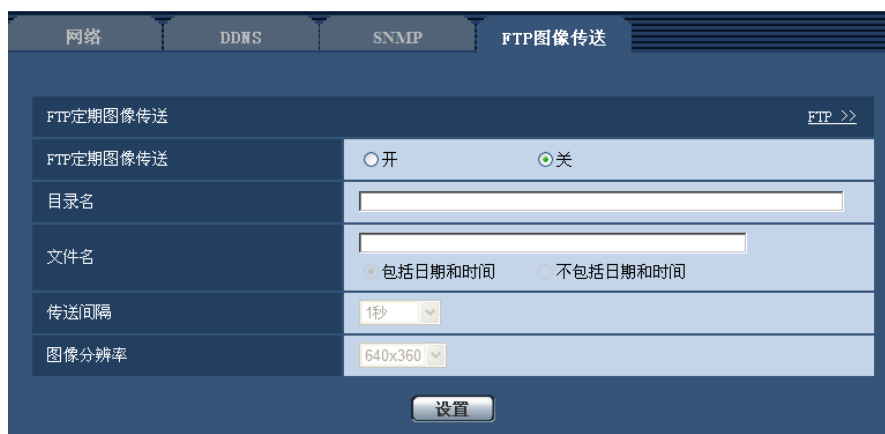 网络 DDNS SNMP FTP图像传送
FTP定期图像传送 FTP >>
FTP定期图像传送 开 关
目录名
文件名
包括日期和时间 不包括日期和时间
传送间隔 1秒
图像分辨率 640x360
设置